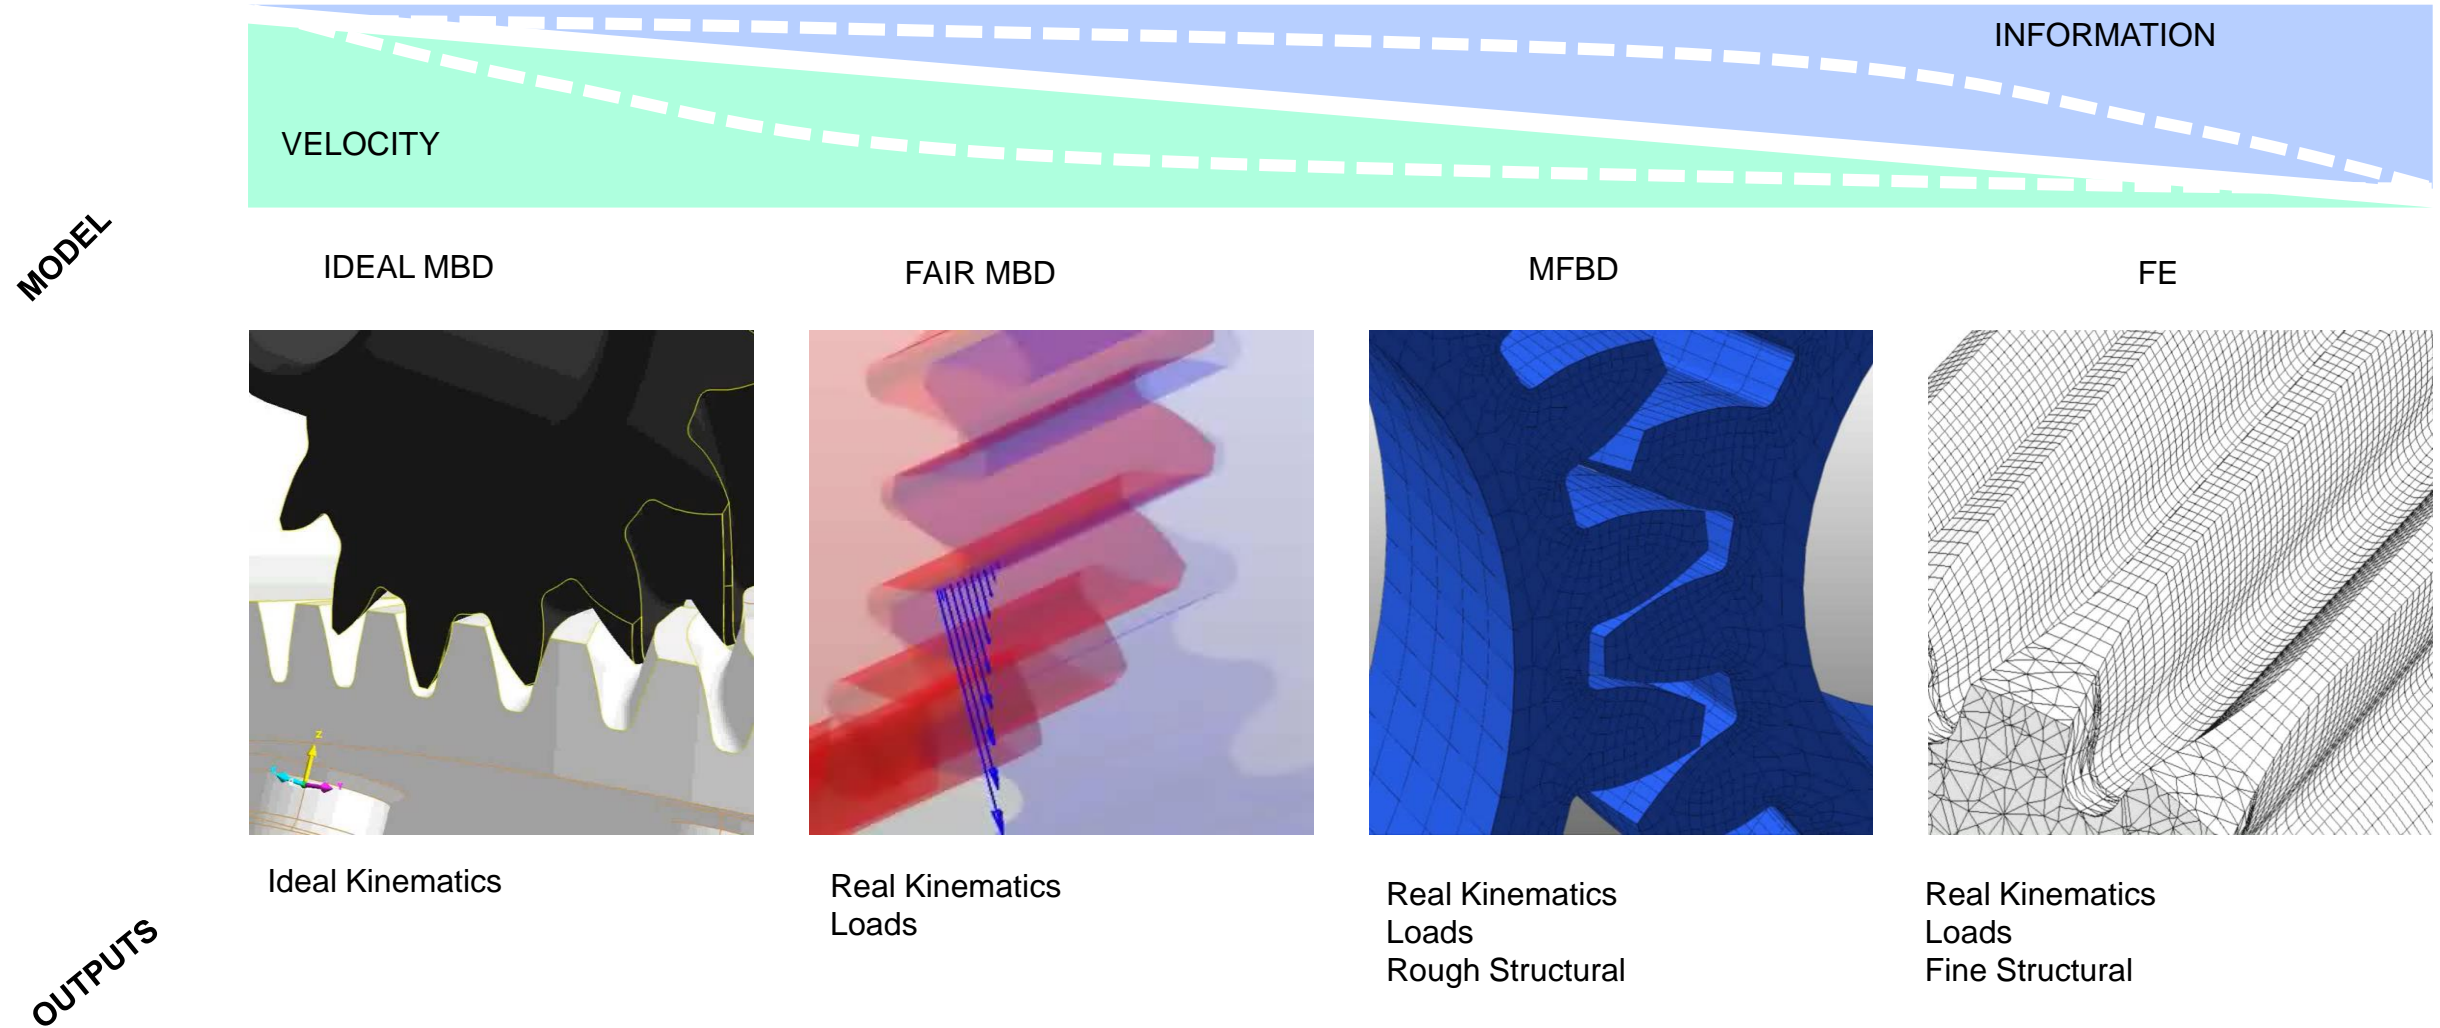 INFORMATION
VELOCITY
MODEL
IDEAL MBD
FAIR MBD
MFBD
FE
Z
Ideal Kinematics
Real Kinematics
Loads
Real Kinematics
Loads
Rough Structural
Real Kinematics
Loads
Fine Structural
OUTPUTS